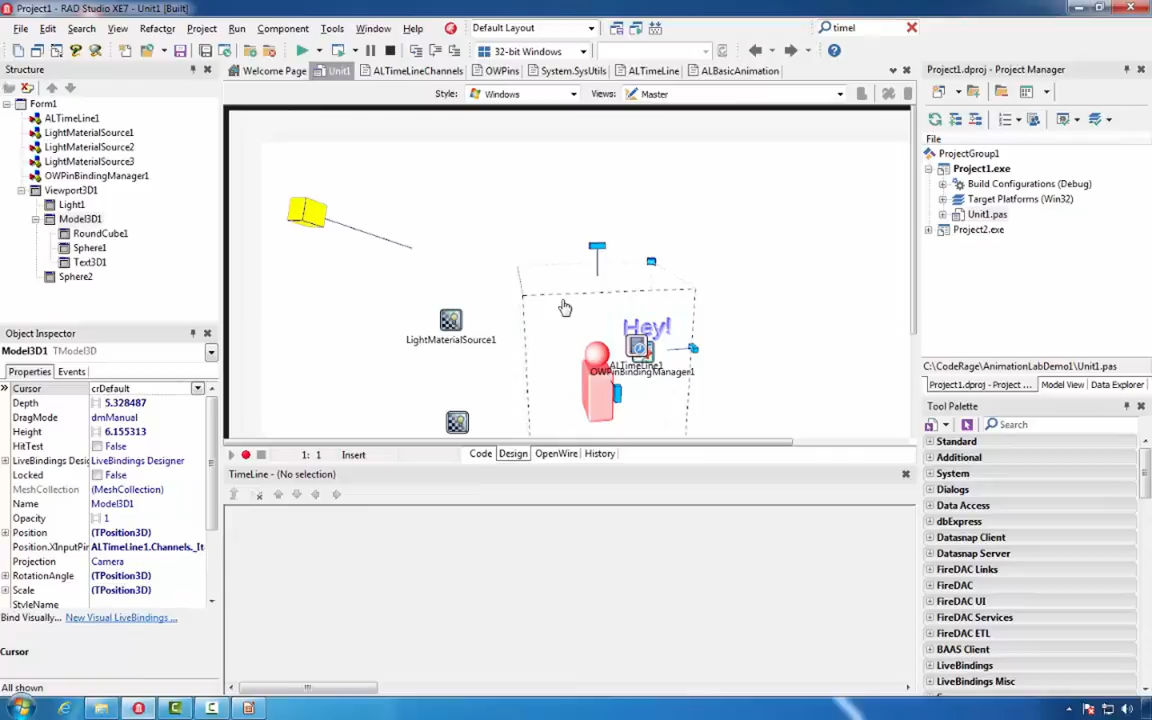 Project1 - RAD Studio XE7 - Unit1 [Built]
File Edit Search View Refactor Project Run Component Tools Window Help
Default Layout
timel
32-bit Windows
Structure
Welcome Page Unit1 ALTimeLineChannels OWPins System.SysUtils ALTimeLine ALBasicAnimation
Style: Windows Views: Master
Form1
ALTimeLine1
LightMaterialSource1
LightMaterialSource2
LightMaterialSource3
OWPinBindingManager1
Viewport3D1
Light1
Model3D1
RoundCube1
Sphere1
Text3D1
Sphere2
Object Inspector
Model3D1 TModel3D
Properties Events
Cursor crDefault
Depth 5.328487
DragMode dmManual
Height 6.155313
HitTest False
LiveBindings Desig LiveBindings Designer
Locked False
MeshCollection (MeshCollection)
Name Model3D1
Opacity 1
Position (TPosition3D)
Position.XInputPin ALTimeLine1.Channels._It
Projection Camera
RotationAngle (TPosition3D)
Scale (TPosition3D)
StyleName
Bind Visually... New Visual LiveBindings ...
Cursor
All shown
LightMaterialSource1
Hey!
ALTimeLine1
OWPinBindingManager1
1: 1 Insert Code Design OpenWire History
TimeLine - (No selection)
Project1.dproj - Project Manager
File
ProjectGroup1
Project1.exe
Build Configurations (Debug)
Target Platforms (Win32)
Unit1.pas
Project2.exe
C:\CodeRage\AnimationLabDemo1\Unit1.pas
Project1.dproj - Project ... Model View Data Explorer
Tool Palette
Search
Standard
Additional
System
Dialogs
Data Access
dbExpress
Datasnap Client
Datasnap Server
FireDAC Links
FireDAC
FireDAC UI
FireDAC Services
FireDAC ETL
BAAS Client
LiveBindings
LiveBindings Misc